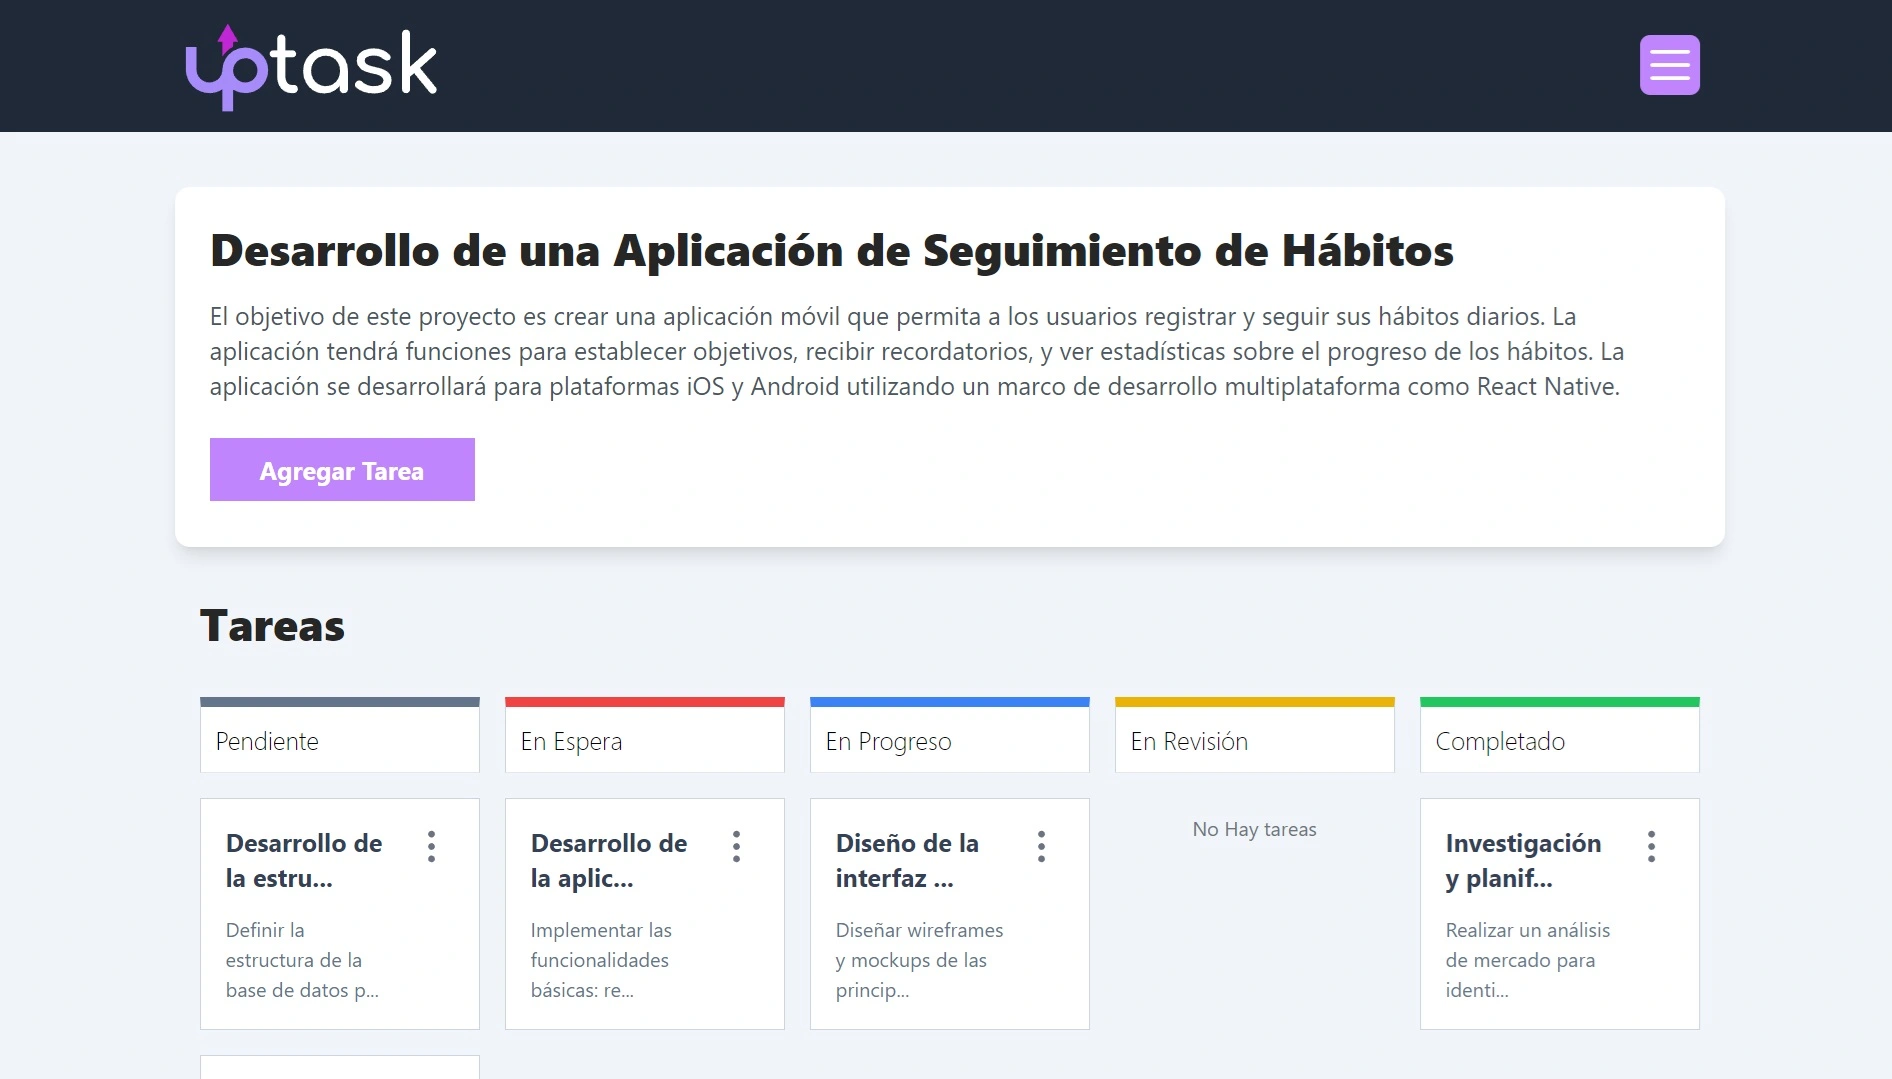 uptask
Desarrollo de una Aplicación de Seguimiento de Hábitos
El objetivo de este proyecto es crear una aplicación móvil que permita a los usuarios registrar y seguir sus hábitos diarios. La
aplicación tendrá funciones para establecer objetivos, recibir recordatorios, y ver estadísticas sobre el progreso de los hábitos. La
aplicación se desarrollará para plataformas iOS y Android utilizando un marco de desarrollo multiplataforma como React Native.
Agregar Tarea
Tareas
Pendiente
En Espera
En Progreso
En Revisión
Completado
Desarrollo de
la estru...
Definir la
estructura de la
base de datos p...
Desarrollo de
la aplic...
Implementar las
funcionalidades
básicas: re...
Diseño de la
interfaz ...
Diseñar wireframes
y mockups de las
princip...
No Hay tareas
Investigación
y planif...
Realizar un análisis
de mercado para
identi...